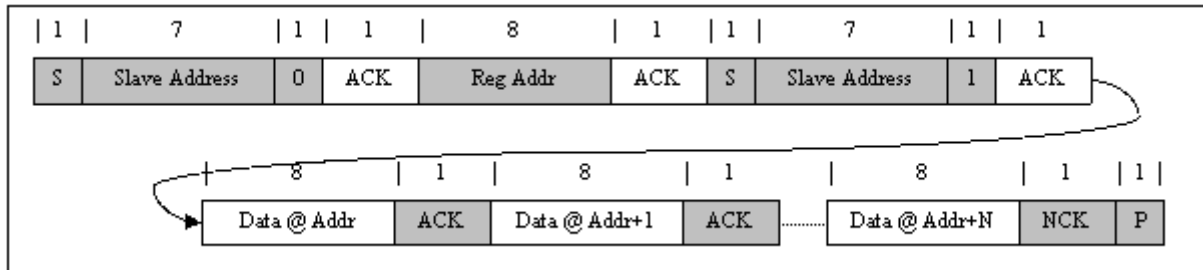 | 1 | 7 | 1 | 1 | 8 | 1 | 1 | 7 | 1 | 1
S Slave Address 0 ACK Reg Addr ACK S Slave Address 1 ACK
| 8 | 1 | 8 | 1 | 8 | 1 | 1 |
Data @ Addr ACK Data @ Addr+1 ACK ........... Data @ Addr+N NCK P